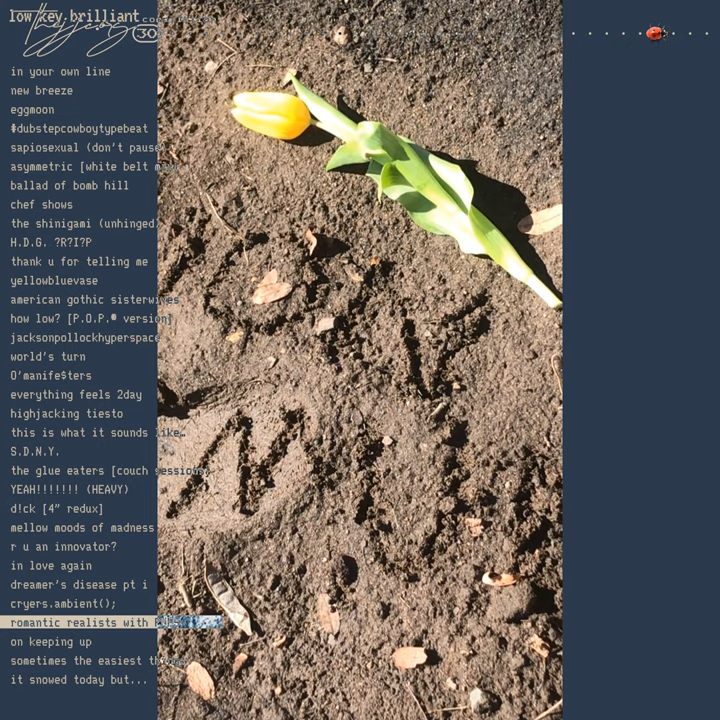 low key.brilliant
30
in your own line
new breeze
eggmoon
#dubstepcowboytypebeat
sapiosexual (don't pause)
asymmetric [white belt
ballad of bomb hill
chef shows
the shinigami (unhinged)
H.D.G. ?R?I?P
thank u for telling me
yellowbluevase
american gothic sisterwives
how low? [P.O.P.® version]
jacksonpollockhyperspace
world's turn
O'manife$ters
everything feels 2day
highjacking tiesto
this is what it sounds like.
S.D.N.Y.
the glue eaters [couch sessions]
YEAH!!!!!!! (HEAVY)
d!ck [4” redux]
mellow moods of madness
r u an innovator?
in love again
dreamer's disease pt i
cryers.ambient();
romantic realists with
on keeping up
sometimes the easiest things
it snowed today but...